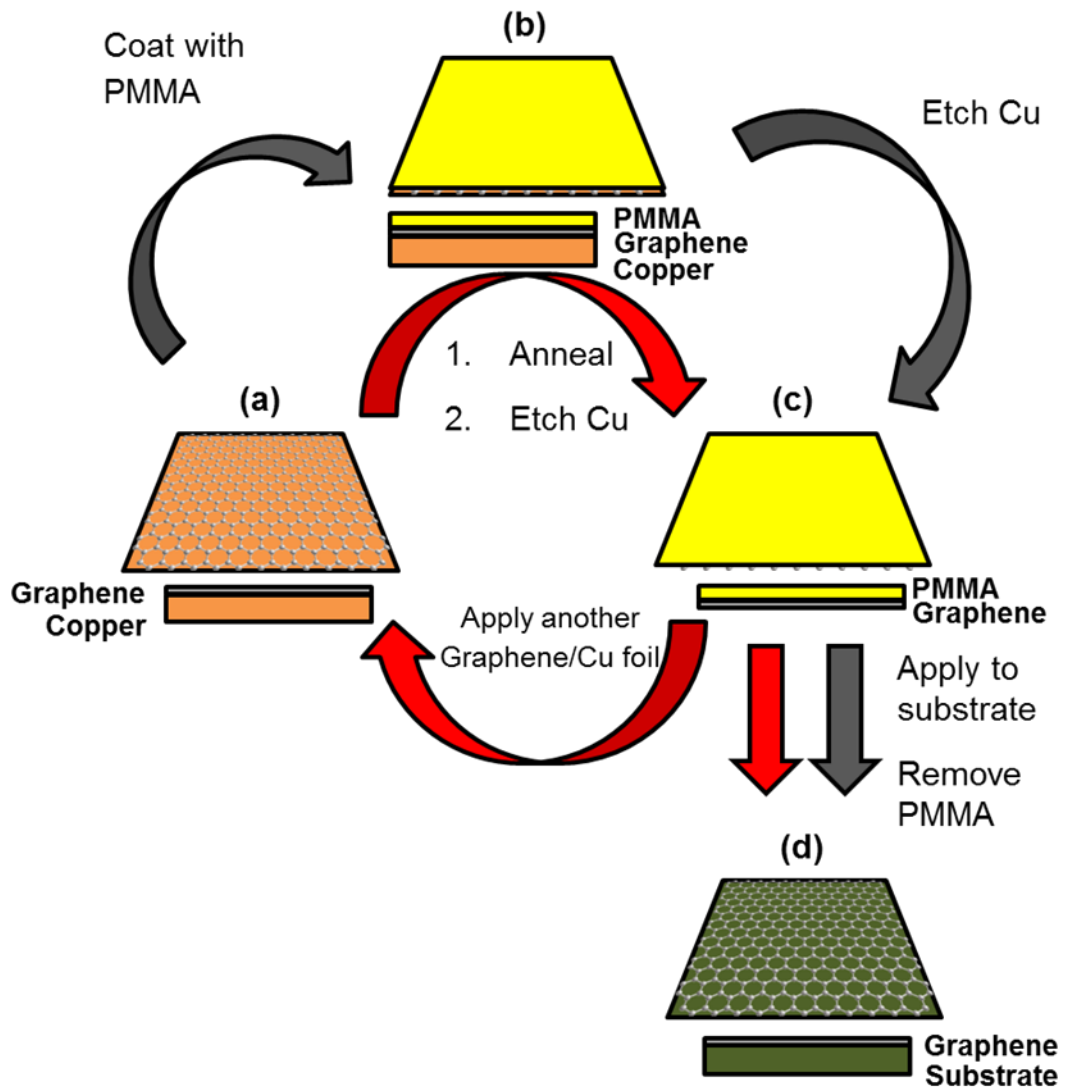 (b)
Coat with
PMMA
Etch Cu
PMMA
Graphene
Copper
1. Anneal
2. Etch Cu
(a)
(c)
Graphene
Copper
PMMA
Graphene
Apply another
Graphene/Cu foil
Apply to
substrate
Remove
PMMA
(d)
Graphene
Substrate